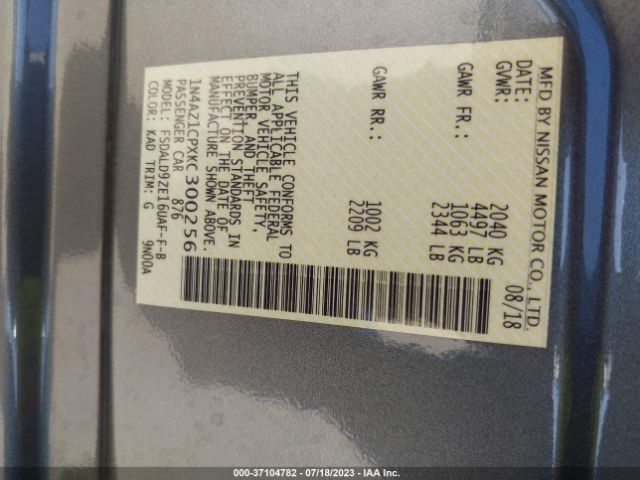 MFD BY NISSAN MOTOR CO., LTD.
DATE: 08/18
GVWR: 2040 KG
4497 LB
GAWR FR.: 1063 KG
2344 LB
GAWR RR.: 1002 KG
2209 LB
THIS VEHICLE CONFORMS TO
ALL APPLICABLE FEDERAL
MOTOR VEHICLE SAFETY,
BUMPER, AND THEFT
PREVENTION STANDARDS IN
EFFECT ON THE DATE OF
MANUFACTURE SHOWN ABOVE.
1N4AZ1CPXKC300256
PASSENGER CAR 876
MODEL: FSDALD9ZE16UAF-F-B
COLOR: KAD TRIM: G 9N00A
000-37104782 / 07/18/2023 - IAA Inc.